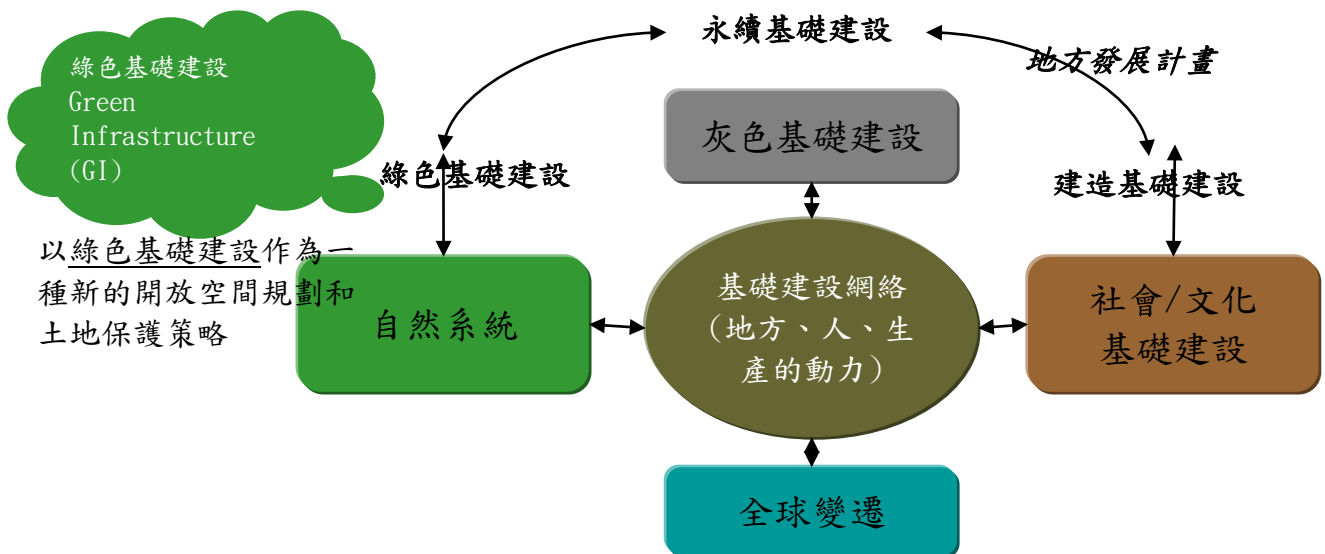 綠色基礎建設
Green
Infrastructure
(GI)
以綠色基礎建設作為一
種新的開放空間規劃和
土地保護策略
永續基礎建設
地方發展計畫
灰色基礎建設
綠色基礎建設
建造基礎建設
自然系統
基礎建設網絡
(地方、人、生
產的動力)
社會/文化
基礎建設
全球變遷